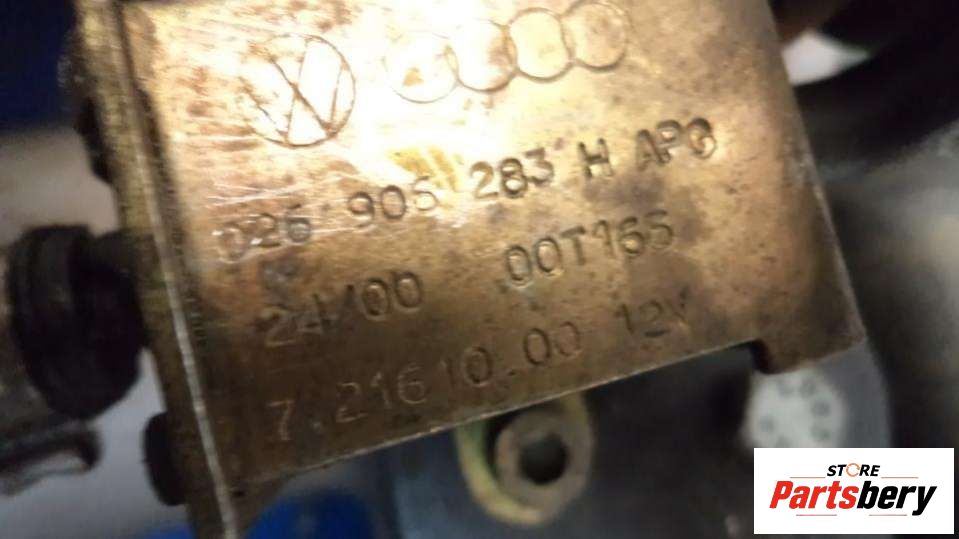 026 906 283 H APG
24/00 00T165
7.21610.00 12V
STORE
Partsbery